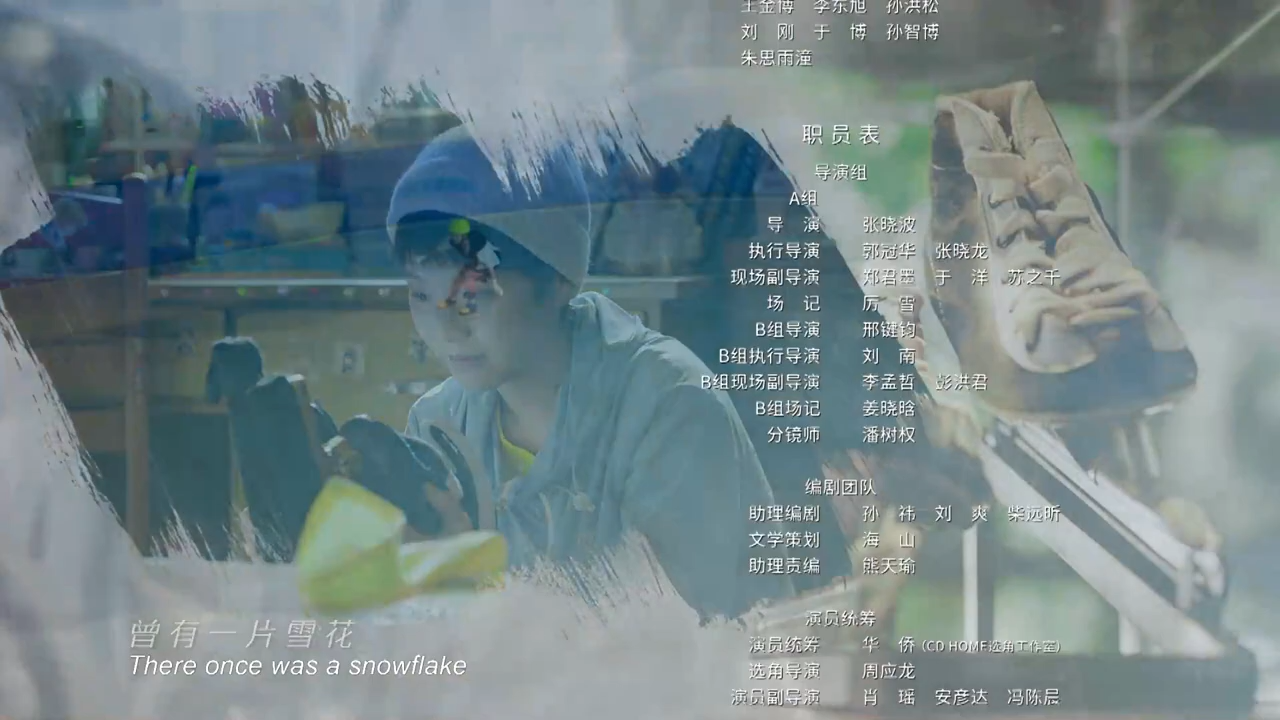 王金博 李东旭 孙洪松
刘 刚 于 博 孙智博
朱思雨潼
职员表
导演组
A组
导 演 张晓波
执行导演 郭冠华 张晓龙
现场副导演 郑君墨 于 洋 苏之千
场 记 厉 雪
B组导演 邢键钧
B组执行导演 刘 南
B组现场副导演 李孟哲 彭洪君
B组场记 姜晓晗
分镜师 潘树权
编剧团队
助理编剧 孙 祎 刘 爽 柴远昕
文学策划 海 山
助理责编 熊天瑜
演员统筹
演员统筹 华 侨(CD HOME选角工作室)
选角导演 周应龙
演员副导演 肖 瑶 安彦达 冯陈晨
曾有一片雪花
There once was a snowflake